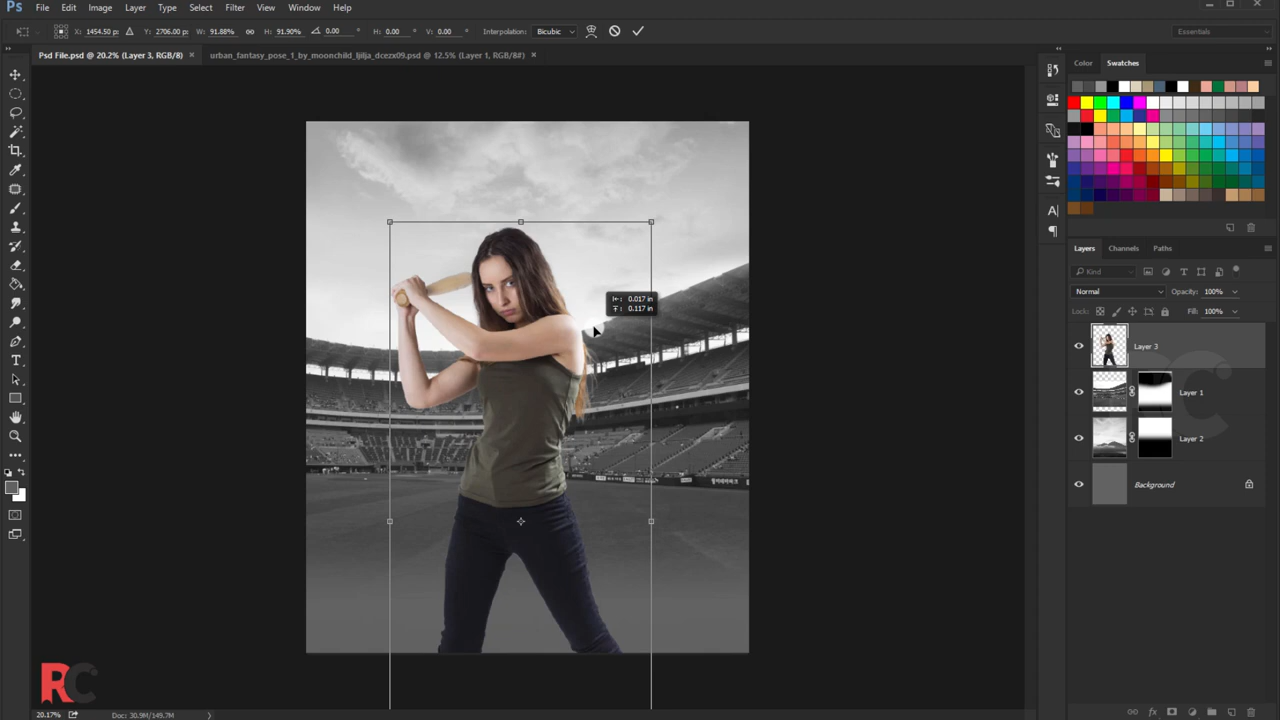 Ps File Edit Image Layer Type Select Filter View Window Help
X: 1454.50 p: Y: 2706.00 p: W: 91.88% H: 91.90% 0.00 ° H: 0.00 ° V: 0.00 ° Interpolation: Bicubic Essentials
Psd File.psd @ 20.2% (Layer 3, RGB/8) × urban_fantasy_pose_1_by_moonchild_ljilja_dcezx09.psd @ 12.5% (Layer 1, RGB/8#) ×
Color Swatches
0.017 in
0.117 in
Layers Channels Paths
Kind
Normal Opacity: 100%
Lock: Fill: 100%
Layer 3
Layer 1
Layer 2
Background
RC
20.17% Doc: 30.9M/149.7M